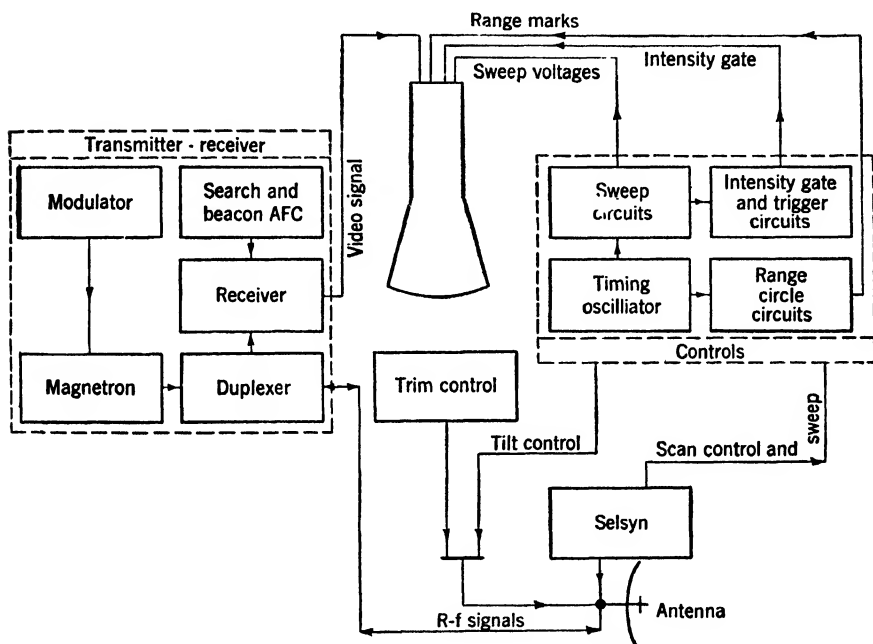 Range marks
Intensity gate
Sweep voltages
Transmitter - receiver
Modulator
Search and
beacon AFC
Video signal
Receiver
Magnetron
Duplexer
Sweep
circuits
Intensity gate
and trigger
circuits
Timing
oscilliator
Range
circle
circuits
Controls
Trim control
Tilt control
Scan control and
sweep
Selsyn
Antenna
R-f signals